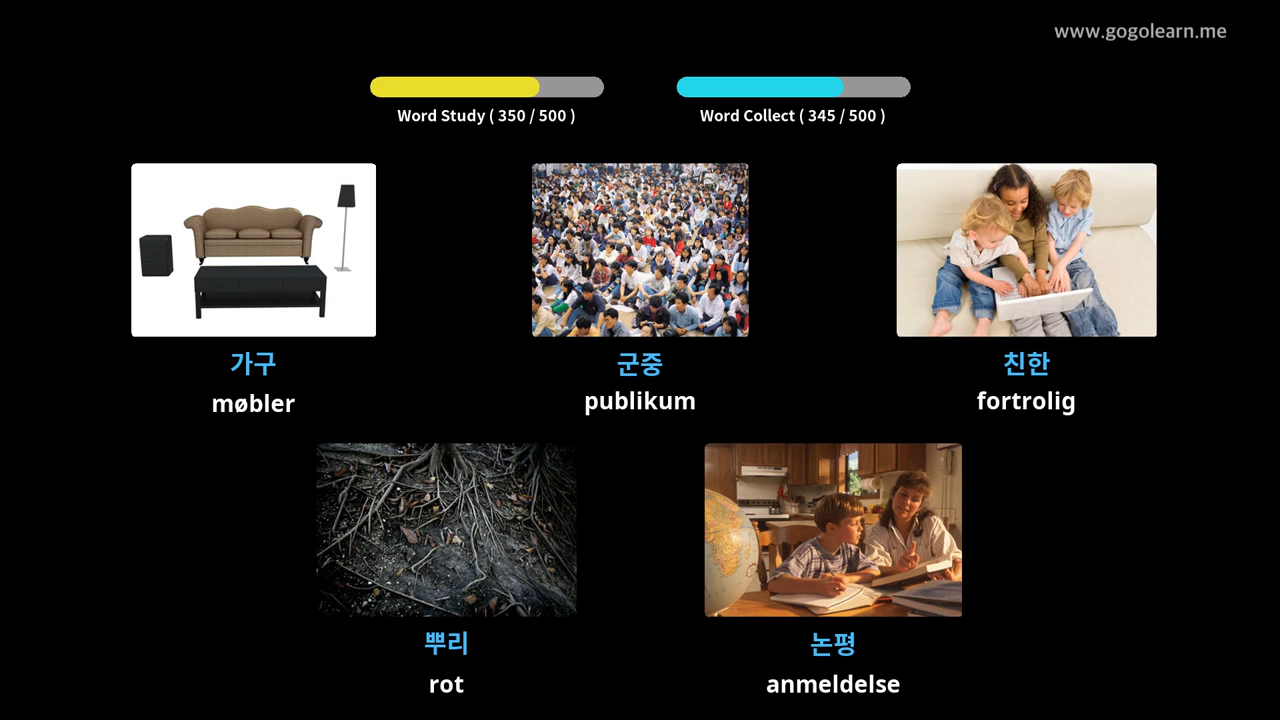 www.gogolearn.me
Word Study ( 350 / 500 )
Word Collect ( 345 / 500 )
가구
møbler
군중
publikum
친한
fortrolig
뿌리
rot
논평
anmeldelse